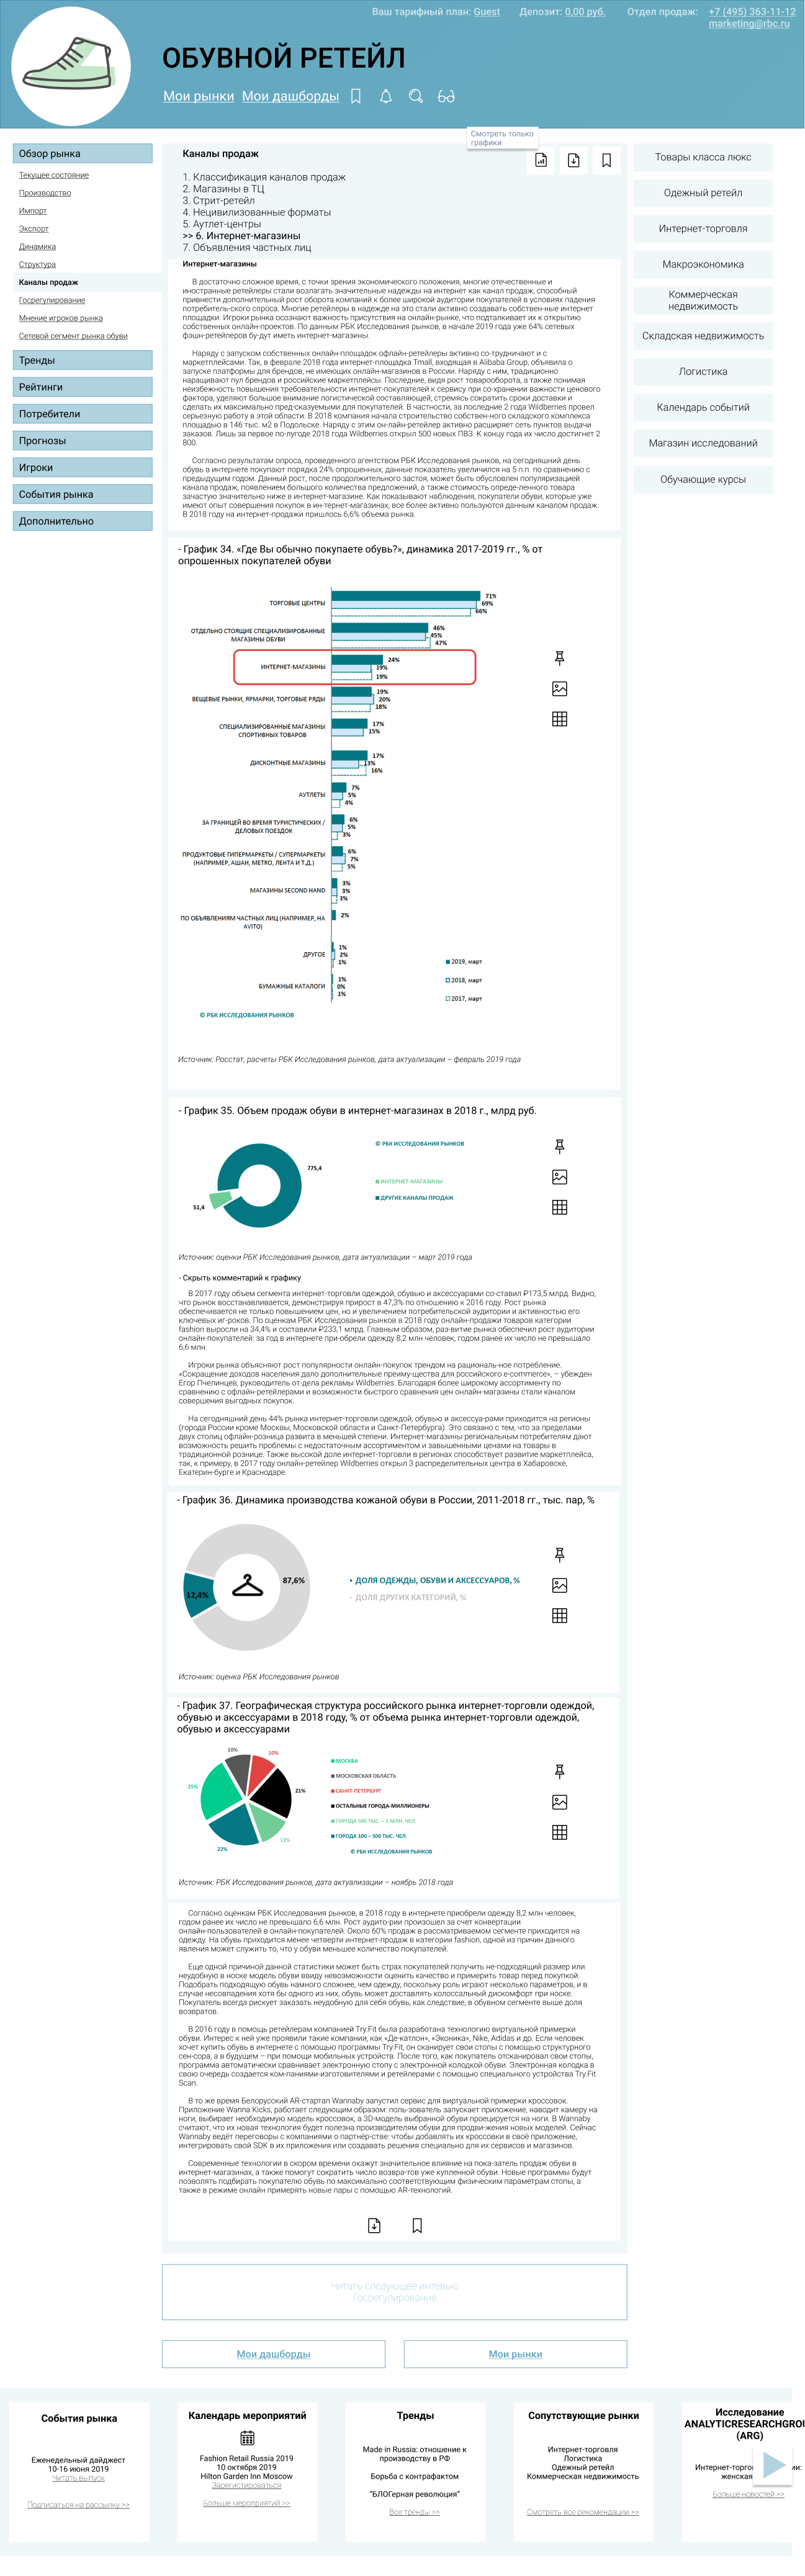 Ваш тарифный план: Guest
Депозит: 0,00 руб.
Отдел продаж:
+7 (495) 363-11-12
marketing@rbc.ru
ОБУВНОЙ РЕТЕЙЛ
Мои рынки
Мои дашборды
Смотреть только
графики
Обзор рынка
Текущее состояние
Производство
Импорт
Экспорт
Динамика
Структура
Каналы продаж
Госрегулирование
Мнение игроков рынка
Сетевой сегмент рынка обуви
Тренды
Рейтинги
Потребители
Прогнозы
Игроки
События рынка
Дополнительно
Каналы продаж
1. Классификация каналов продаж
2. Магазины в ТЦ
3. Стрит-ретейл
4. Нецивилизованные форматы
5. Аутлет-центры
>> 6. Интернет-магазины
7. Объявления частных лиц
Товары класса люкс
Одежный ретейл
Интернет-торговля
Макроэкономика
Коммерческая
недвижимость
Складская недвижимость
Логистика
Календарь событий
Магазин исследований
Обучающие курсы
Интернет-магазины
В достаточно сложное время, с точки зрения экономического положения, многие отечественные и
иностранные ретейлеры стали возлагать значительные надежды на интернет как канал продаж, способный
привнести дополнительный рост оборота компаний к более широкой аудитории покупателей в условиях падения
потребительского спроса. Многие ретейлеры в надежде на это стали активно создавать собственные интернет
площадки. Игроки рынка осознают важность присутствия на онлайн-рынке, что подталкивает их к открытию
собственных онлайн-проектов. По данным РБК Исследования рынков, в начале 2019 года уже 64% сетевых
фэшн-ретейлеров бу-дут иметь интернет-магазины.
Наряду с запуском собственных онлайн-площадок офлайн-ретейлеры активно со-трудничают и с
маркетплейсами. Так, в феврале 2018 года интернет-площадка Tmall, входящая в Alibaba Group, объявила о
запуске платформы для брендов, не имеющих онлайн-магазинов в России. Наряду с ним, традиционно
наращивают пул брендов и российские маркетплейсы. Последние, видя рост товарооборота, а также понимая
неизбежность повышения требовательности интернет-покупателей к сервису при со-хранении важности ценового
фактора, уделяют большое внимание логистической составляющей, стремясь сократить сроки доставки и
сделать их максимально пред-сказуемыми для покупателей. В частности, за последние 2 года Wildberries провел
серьезную работу в этой области. В 2018 компания начала строительство собствен-ного складского комплекса
площадью в 146 тыс. м2 в Подольске. Наряду с этим он-лайн-ретейлер активно расширяет сеть пунктов выдачи
заказов. Лишь за первое по-лугодие 2018 года Wildberries открыл 500 новых ПВЗ. К концу года их число достигнет 2
800.
Согласно результатам опроса, проведенного агентством РБК Исследования рынков, на сегодняшний день
обувь в интернете покупают порядка 24% опрошенных, данные показатель увеличился на 5 п.п. по сравнению с
предыдущим годом. Данный рост, после продолжительного застоя, может быть обусловлен популяризацией
канала продаж, понимем большого количества предложений, а также стоимость опреде-ленного товара
зачастую значительно ниже в интернет-магазине. Как показывают наблюдения, покупатели обуви, которые уже
имеют опыт совершения покупок в ин-тернет-магазинах, все более активно пользуются данным каналом продаж.
В 2018 году на интернет-продажи пришлось 6,6% объема рынка.
- График 34. «Где Вы обычно покупаете обувь?», динамика 2017-2019 гг., % от
опрошенных покупателей обуви
ТОРГОВЫЕ ЦЕНТРЫ
71%
69%
66%
ОТДЕЛЬНО СТОЯЩИЕ СПЕЦИАЛИЗИРОВАННЫЕ
МАГАЗИНЫ ОБУВИ
46%
45%
47%
ИНТЕРНЕТ-МАГАЗИНЫ
24%
19%
19%
ВЕЩЕВЫЕ РЫНКИ, ЯРМАРКИ, ТОРГОВЫЕ РЯДЫ
19%
20%
18%
СПЕЦИАЛИЗИРОВАННЫЕ МАГАЗИНЫ
СПОРТИВНЫХ ТОВАРОВ
17%
15%
ДИСКОНТНЫЕ МАГАЗИНЫ
17%
13%
16%
АУТЛЕТЫ
7%
5%
4%
ЗА ГРАНИЦЕЙ ВО ВРЕМЯ ТУРИСТИЧЕСКИХ /
ДЕЛОВЫХ ПОЕЗДОК
6%
5%
3%
ПРОДУКТОВЫЕ ГИПЕРМАРКЕТЫ / СУПЕРМАРКЕТЫ
(НАПРИМЕР, АШАН, METRO, ЛЕНТА И Т.Д.)
6%
7%
5%
МАГАЗИНЫ SECOND HAND
3%
3%
3%
ПО ОБЪЯВЛЕНИЯМ ЧАСТНЫХ ЛИЦ (НАПРИМЕР, НА
AVITO)
2%
ДРУГОЕ
1%
2%
1%
БУМАЖНЫЕ КАТАЛОГИ
1%
0%
1%
2019, март
2018, март
2017, март
© РБК ИССЛЕДОВАНИЯ РЫНКОВ
Источник: Росстат, расчеты РБК Исследования рынков, дата актуализации – февраль 2019 года
- График 35. Объем продаж обуви в интернет-магазинах в 2018 г., млрд руб.
© РБК ИССЛЕДОВАНИЯ РЫНКОВ
775,4
51,4
ИНТЕРНЕТ-МАГАЗИНЫ
ДРУГИЕ КАНАЛЫ ПРОДАЖ
Источник: оценки РБК Исследования рынков, дата актуализации – март 2019 года
- Скрыть комментарий к графику
В 2017 году объем сегмента интернет-торговли одеждой, обувью и аксессуарами со-ставил ₽173,5 млрд. Видно,
что рынок восстанавливается, демонстрируя прирост в 47,3% по отношению к 2016 году. Рост рынка
обеспечивается не только повышением цен, но и увеличением потребительской аудитории и активностью его
ключевых иг-роков. По оценкам РБК Исследования рынков в 2018 году онлайн-продажи товаров категории
fashion выросли на 34,4% и составили ₽233,1 млрд. Главным образом, раз-витие рынка обеспечил рост аудитории
онлайн-покупателей: за год в интернете при-обрели одежду 8,2 млн человек, годом ранее их число не превышало
6,6 млн.
Игроки рынка объясняют рост популярности онлайн-покупок трендом на рациональ-ное потребление.
«Сокращение доходов населения дало дополнительные преиму-щества для российского e-commerce», – убежден
Егор Пчелинцев, руководитель от-дела рекламы Wildberries. Благодаря более широкому ассортименту по
сравнению с офлайн-ретейлерами и возможности быстрого сравнения цен онлайн-магазины стали каналом
совершения выгодных покупок.
На сегодняшний день 44% рынка интернет-торговли одеждой, обувью и аксессуа-рами приходится на регионы
(города России кроме Москвы, Московской области и Санкт-Петербурга). Это связано с тем, что за пределами
двух столиц офлайн-розница развита в меньшей степени. Интернет-магазины региональным потребителям дают
возможность решить проблемы с недостаточным ассортиментом и завышенными ценами на товары в
традиционной рознице. Также высокой доле интернет-торговли в регионах способствует развитие маркетплейса,
так, к примеру, в 2017 году онлайн-ретейлер Wildberries открыл 3 распределительных центра в Хабаровске,
Екатерин-бурге и Краснодаре.
- График 36. Динамика производства кожаной обуви в России, 2011-2018 гг., тыс. пар, %
87,6%
12,4%
• ДОЛЯ ОДЕЖДЫ, ОБУВИ И АКСЕССУАРОВ, %
• ДОЛЯ ДРУГИХ КАТЕГОРИЙ, %
Источник: оценка РБК Исследования рынков
- График 37. Географическая структура российского рынка интернет-торговли одеждой,
обувью и аксессуарами в 2018 году, % от объема рынка интернет-торговли одеждой,
обувью и аксессуарами
10%
10%
25%
21%
12%
22%
МОСКВА
МОСКОВСКАЯ ОБЛАСТЬ
САНКТ-ПЕТЕРБУРГ
ОСТАЛЬНЫЕ ГОРОДА-МИЛЛИОНЕРЫ
ГОРОДА 500 ТЫС. – 1 МЛН. ЧЕЛ.
ГОРОДА 100 – 500 ТЫС. ЧЕЛ.
© РБК ИССЛЕДОВАНИЯ РЫНКОВ
Источник: РБК Исследования рынков, дата актуализации – ноябрь 2018 года
Согласно оценкам РБК Исследования рынков, в 2018 году в интернете приобрели одежду 8,2 млн человек,
годом ранее их число не превышало 6,6 млн. Рост аудито-рии произошел за счет конвертации
онлайн-пользователей в онлайн-покупателей. Около 60% продаж в рассматриваемом сегменте приходится на
одежду. На обувь приходится менее четверти интернет-продаж в категории fashion, одной из причин данного
явления может служить то, что у обуви меньшее количество покупателей.
Еще одной причиной данной статистики может быть страх покупателей получить не-подходящий размер или
неудобную в носке модель обуви ввиду невозможности оценить качество и примерить товар перед покупкой.
Подобрать подходящую обувь намного сложнее, чем одежду, поскольку роль играют несколько параметров, и в
случае несовпадения хотя бы одного из них, обувь может доставлять колоссальный дискомфорт при носке.
Покупатель всегда рискует заказать неудобную для себя обувь, как следствие, в обувном сегменте выше доля
возвратов.
В 2016 году в помощь ретейлерам компанией Try.Fit была разработана технологию виртуальной примерки
обуви. Интерес к ней уже проявили такие компании, как «Де-катлон», «Эконика», Nike, Adidas и др. Если человек
хочет купить обувь в интернете с помощью программы Try.Fit, он сканирует свои стопы с помощью структурного
сен-сора, а в будущем – при помощи мобильных устройств. После того, как покупатель отсканировал свои стопы,
программа автоматически сравнивает электронную стопу с электронной колодкой обуви. Электронная колодка в
свою очередь создается ком-паниями-изготовителями и ретейлерами с помощью специального устройства Try.Fit
Scan.
В то же время Белорусский AR-стартап Wannaby запустил сервис для виртуальной примерки кроссовок.
Приложение Wanna Kicks, работает следующим образом: поль-зователь запускает приложение, наводит камеру на
ноги, выбирает необходимую модель кроссовок, а 3D-модель выбранной обуви проецируется на ноги. В Wannaby
считают, что их новая технология будет полезна производителям обуви для продви-жения новых моделей. Сейчас
Wannaby ведёт переговоры с компаниями о партнёр-стве: чтобы добавлять их кроссовки в своё приложение,
интегрировать свой SDK в их приложения или создавать решения специально для их сервисов и магазинов.
Современные технологии в скором времени окажут значительное влияние на пока-затель продаж обуви в
интернет-магазинах, а также помогут сократить число возвра-тов уже купленной обуви. Новые программы будут
позволять подбирать покупателю обувь по максимально соответствующим физическим параметрам стопы, а
также в режиме онлайн примерять новые пары с помощью AR-технологий.
Читать следующее интевью
Госрегулирование
Мои дашборды
Мои рынки
События рынка
Еженедельный дайджест
10-16 июня 2019
Читать выпуск
Подписаться на рассылку >>
Календарь мероприятий
Fashion Retail Russia 2019
10 октября 2019
Hilton Garden Inn Moscow
Зарегистрироваться
Больше мероприятий >>
Тренды
Made in Russia: отношение к
производству в РФ
Борьба с контрафактом
“БЛОГерная революция”
Все тренды >>
Сопутствующие рынки
Интернет-торговля
Логистика
Одежный ретейл
Коммерческая недвижимость
Смотреть все рекомендации >>
Исследование
ANALYTICRESEARCHGROU
(ARG)
женская
Больше новостей >>